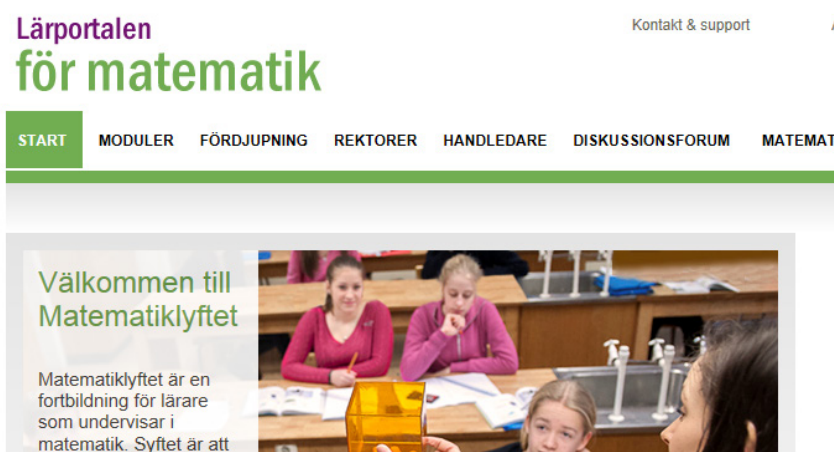 Lärportalen
för matematik
Kontakt & support
START MODULER FÖRDJUPNING REKTORER HANDLEDARE DISKUSSIONSFORUM
Välkommen till
Matematiklyftet
Matematiklyftet är en
fortbildning för lärare
som undervisar i
matematik. Syftet är att